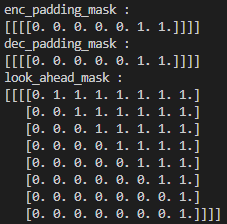 enc_padding_mask :
[[[[0. 0. 0. 0. 0. 1. 1.]]]]
dec_padding_mask :
[[[[0. 0. 0. 0. 0. 1. 1.]]]]
look_ahead_mask :
[[[[0. 1. 1. 1. 1. 1. 1. 1.]
[0. 0. 1. 1. 1. 1. 1. 1.]
[0. 0. 0. 1. 1. 1. 1. 1.]
[0. 0. 0. 0. 1. 1. 1. 1.]
[0. 0. 0. 0. 0. 1. 1. 1.]
[0. 0. 0. 0. 0. 0. 1. 1.]
[0. 0. 0. 0. 0. 0. 0. 1.]
[0. 0. 0. 0. 0. 0. 0. 0.]]]]